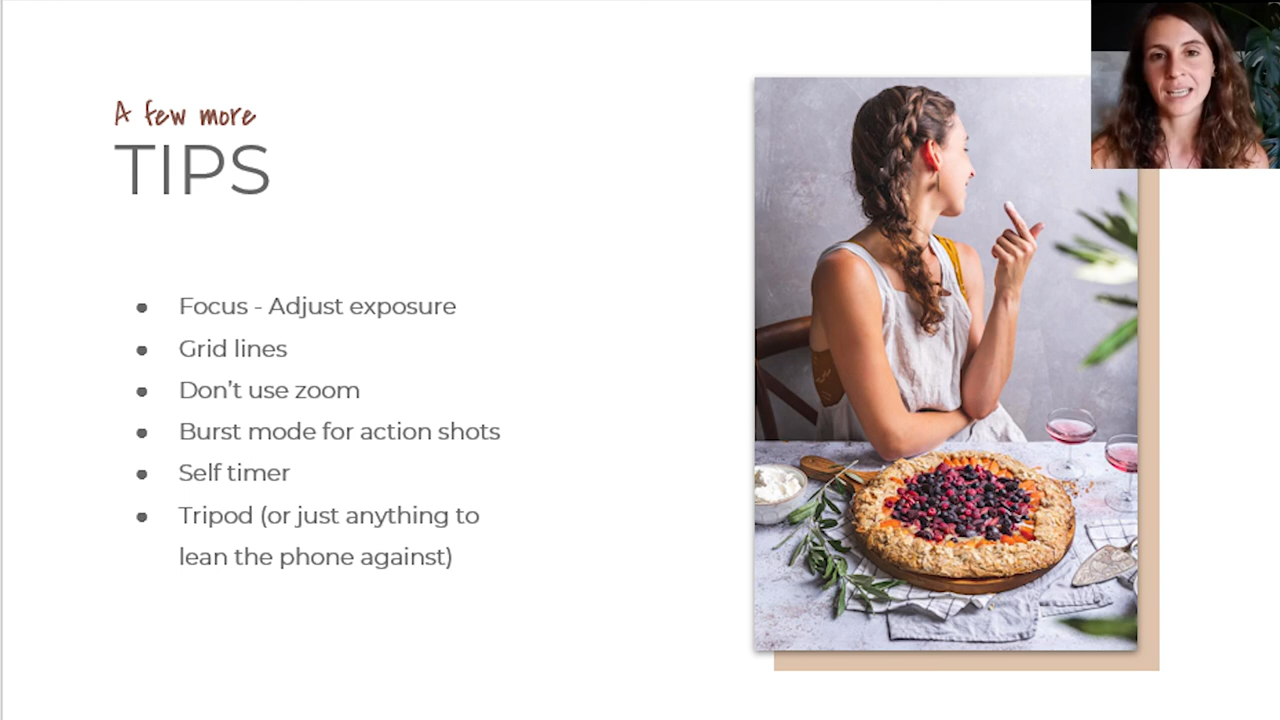 A few more
TIPS
● Focus - Adjust exposure
● Grid lines
● Don’t use zoom
● Burst mode for action shots
● Self timer
● Tripod (or just anything to
lean the phone against)